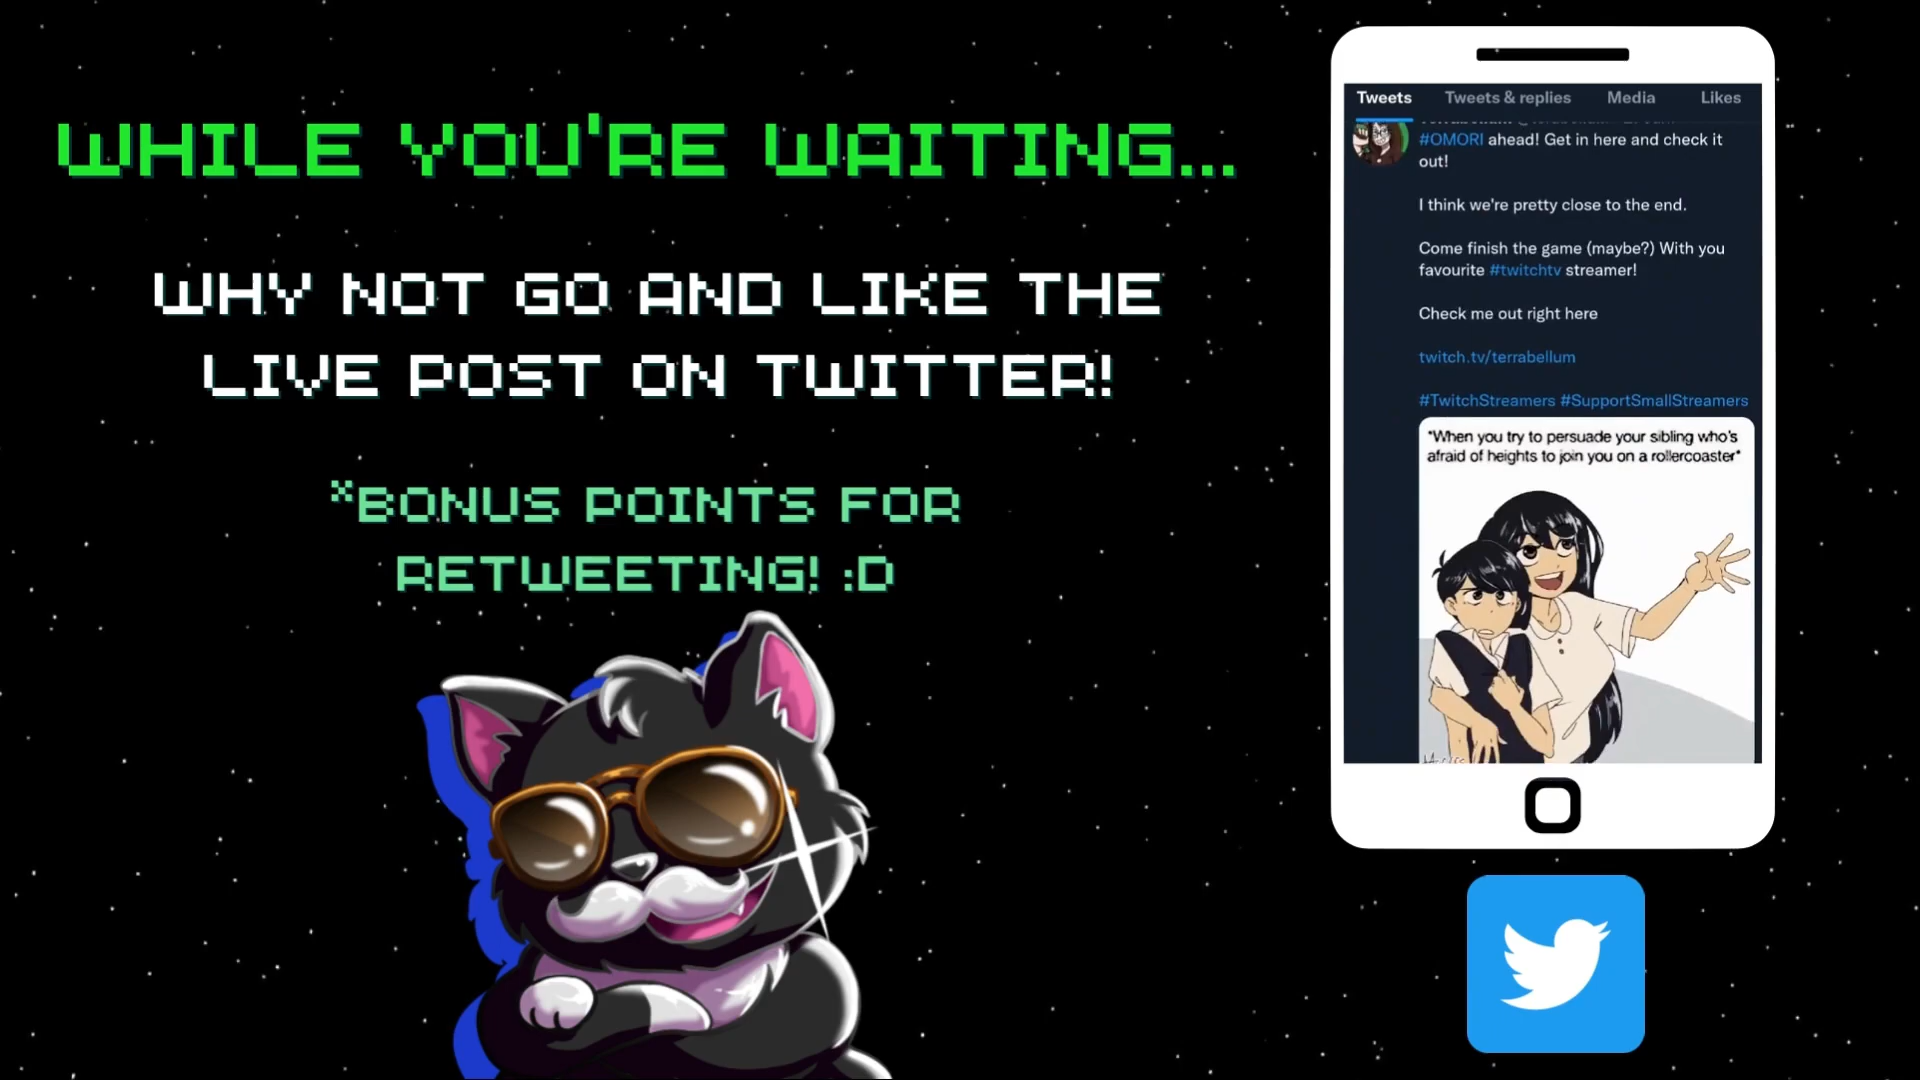 WHILE YOU'RE WAITING...
WHY NOT GO AND LIKE THE
LIVE POST ON TWITTER!
*BONUS POINTS FOR
RETWEETING! :D
Tweets Tweets & replies Media Likes
#OMORI ahead! Get in here and check it
out!
I think we're pretty close to the end.
Come finish the game (maybe?) With you
favourite #twitchtv streamer!
Check me out right here
twitch.tv/terrabellum
#TwitchStreamers #SupportSmallStreamers
*When you try to persuade your sibling who's
afraid of heights to join you on a rollercoaster*